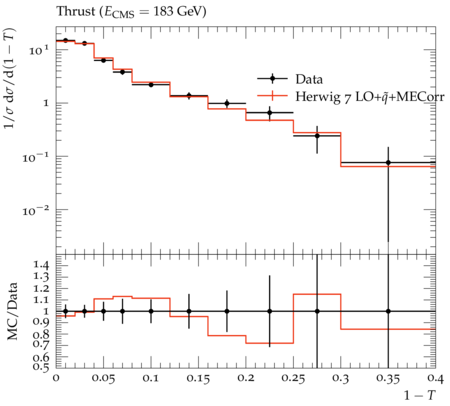 Thrust (E_CMS = 183 GeV)
1/σ dσ/d(1 − T)
10^1
1
10^−1
10^−2
Data
Herwig 7 LO+q̃+MECorr
MC/Data
1.4
1.3
1.2
1.1
1
0.9
0.8
0.7
0.6
0.5
0 0.05 0.1 0.15 0.2 0.25 0.3 0.35 0.4
1 − T